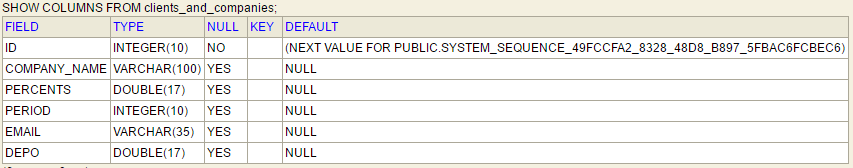 SHOW COLUMNS FROM clients_and_companies;
FIELD TYPE NULL KEY DEFAULT
ID INTEGER(10) NO (NEXT VALUE FOR PUBLIC.SYSTEM_SEQUENCE_49FCCFA2_8328_48D8_B897_5FBAC6FCBEC6)
COMPANY_NAME VARCHAR(100) YES NULL
PERCENTS DOUBLE(17) YES NULL
PERIOD INTEGER(10) YES NULL
EMAIL VARCHAR(35) YES NULL
DEPO DOUBLE(17) YES NULL